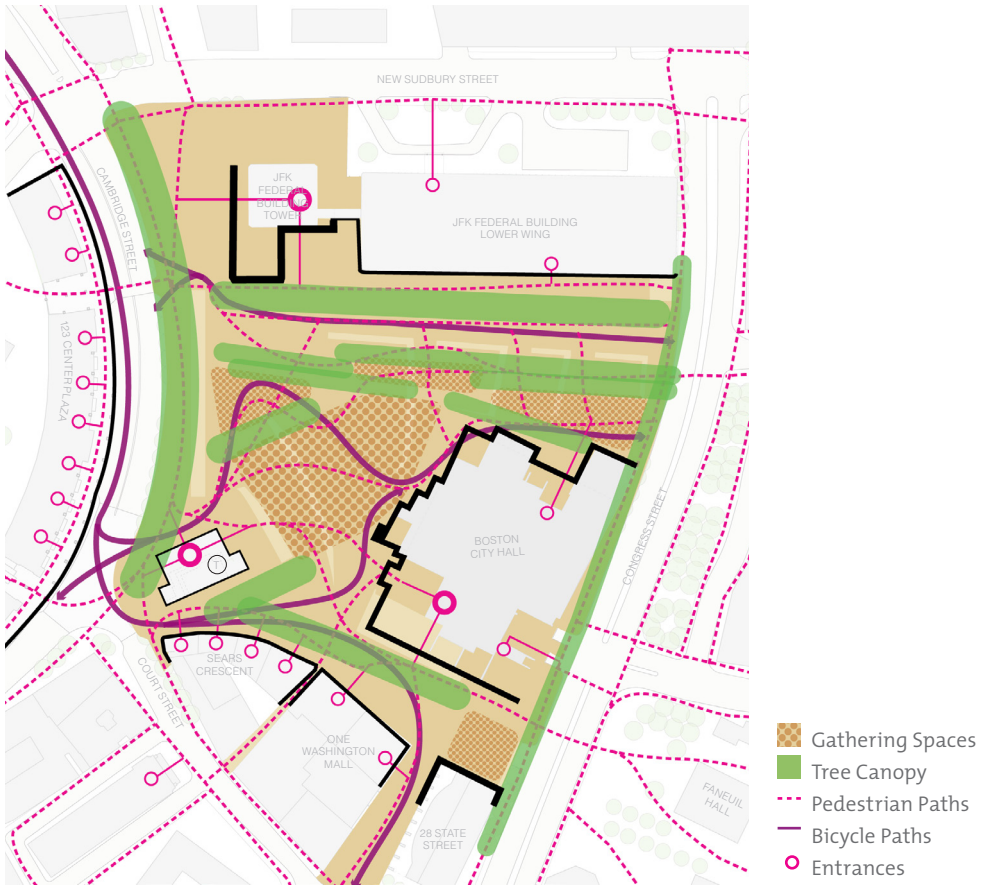 NEW SUDBURY STREET
CAMBRIDGE STREET
JFK
FEDERAL
BUILDING
TOWER
JFK FEDERAL BUILDING
LOWER WING
123 CENTER PLAZA
BOSTON
CITY HALL
CONGRESS STREET
T
SEARS
CRESCENT
COURT STREET
ONE
WASHINGTON
MALL
28 STATE
STREET
FANEUIL
HALL
Gathering Spaces
Tree Canopy
Pedestrian Paths
Bicycle Paths
Entrances